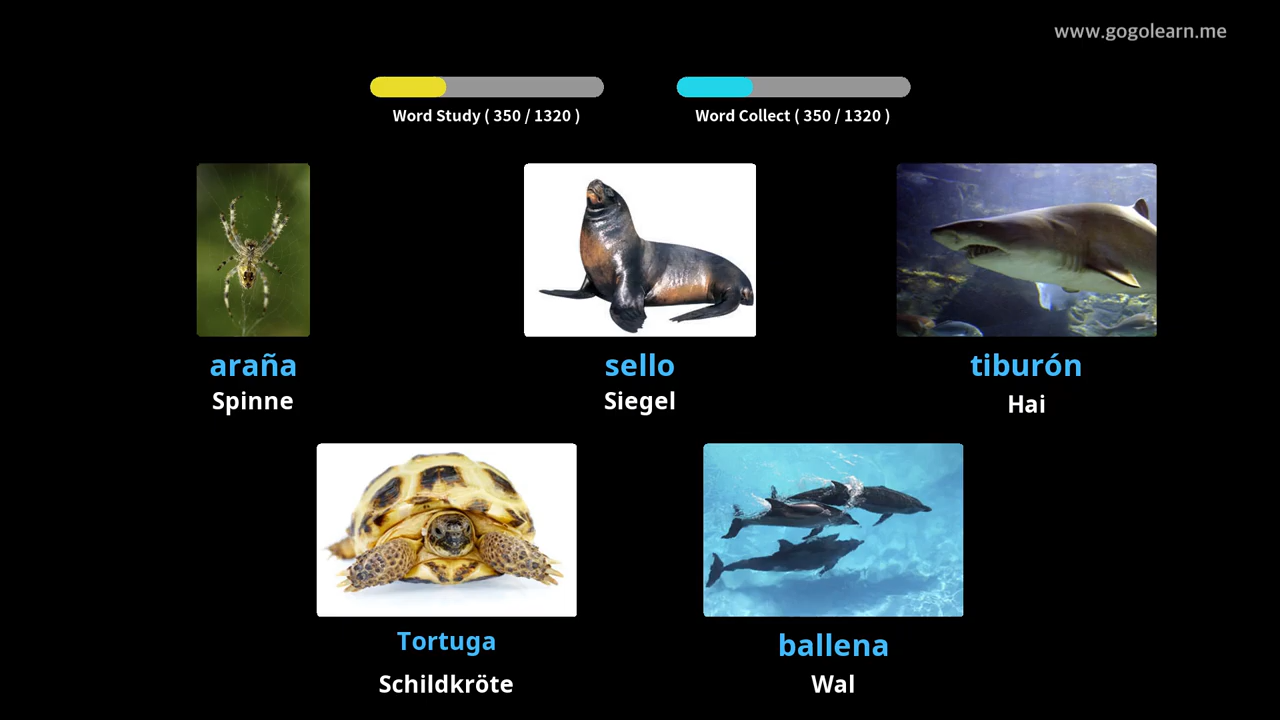 www.gogolearn.me
Word Study ( 350 / 1320 )
Word Collect ( 350 / 1320 )
araña
Spinne
sello
Siegel
tiburón
Hai
Tortuga
Schildkröte
ballena
Wal